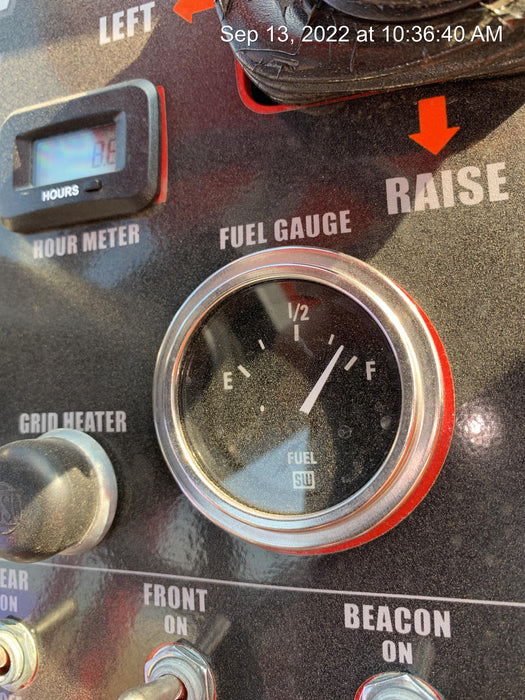 LEFT
Sep 13, 2022 at 10:36:40 AM
HOURS
RAISE
HOUR METER
FUEL GAUGE
1/2
E
F
GRID HEATER
FUEL
SW
ON
FRONT
ON
BEACON
ON